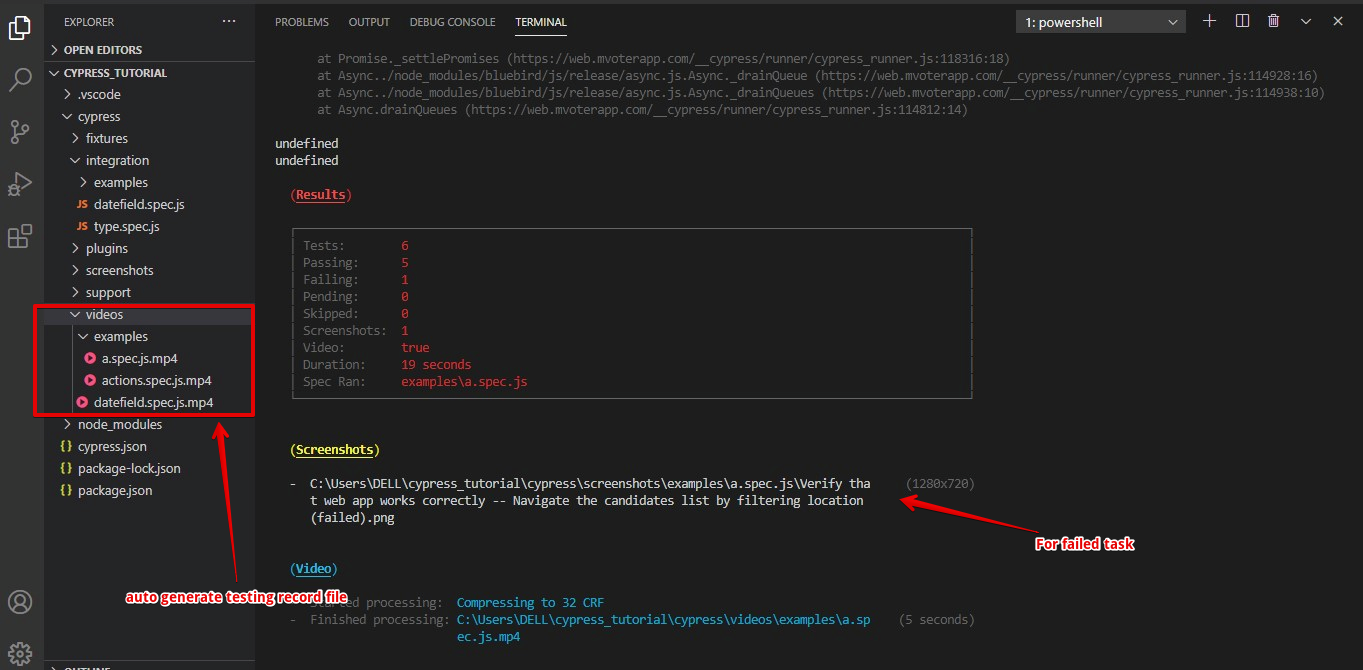 EXPLORER
OPEN EDITORS
CYPRESS_TUTORIAL
.vscode
cypress
fixtures
integration
examples
JS datefield.spec.js
JS type.spec.js
plugins
screenshots
support
videos
examples
a.spec.js.mp4
actions.spec.js.mp4
datefield.spec.js.mp4
node_modules
{} cypress.json
{} package-lock.json
{} package.json
auto generate testing record file
PROBLEMS OUTPUT DEBUG CONSOLE TERMINAL 1: powershell
at Promise._settlePromises (https://web.mvoterapp.com/__cypress/runner/cypress_runner.js:118316:18)
at Async../node_modules/bluebird/js/release/async.js.Async._drainQueue (https://web.mvoterapp.com/__cypress/runner/cypress_runner.js:114928:16)
at Async../node_modules/bluebird/js/release/async.js.Async._drainQueues (https://web.mvoterapp.com/__cypress/runner/cypress_runner.js:114938:10)
at Async.drainQueues (https://web.mvoterapp.com/__cypress/runner/cypress_runner.js:114812:14)
undefined
undefined
(Results)
Tests: 6
Passing: 5
Failing: 1
Pending: 0
Skipped: 0
Screenshots: 1
Video: true
Duration: 19 seconds
Spec Ran: examples\a.spec.js
(Screenshots)
- C:\Users\DELL\cypress_tutorial\cypress\screenshots\examples\a.spec.js\Verify tha (1280x720)
t web app works correctly -- Navigate the candidates list by filtering location
(failed).png
For failed task
(Video)
processing: Compressing to 32 CRF
- Finished processing: C:\Users\DELL\cypress_tutorial\cypress\videos\examples\a.sp (5 seconds)
ec.js.mp4